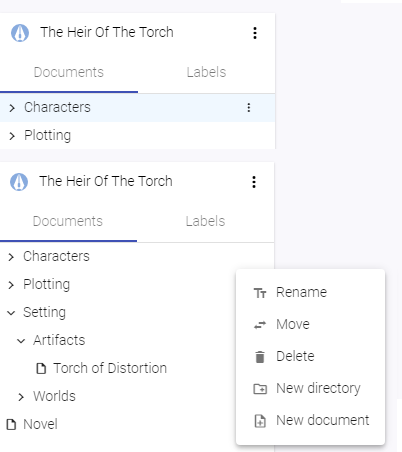 The Heir Of The Torch
Documents Labels
Characters
Plotting
The Heir Of The Torch
Documents Labels
Characters
Plotting
Setting
Artifacts
Torch of Distortion
Worlds
Novel
Rename
Move
Delete
New directory
New document